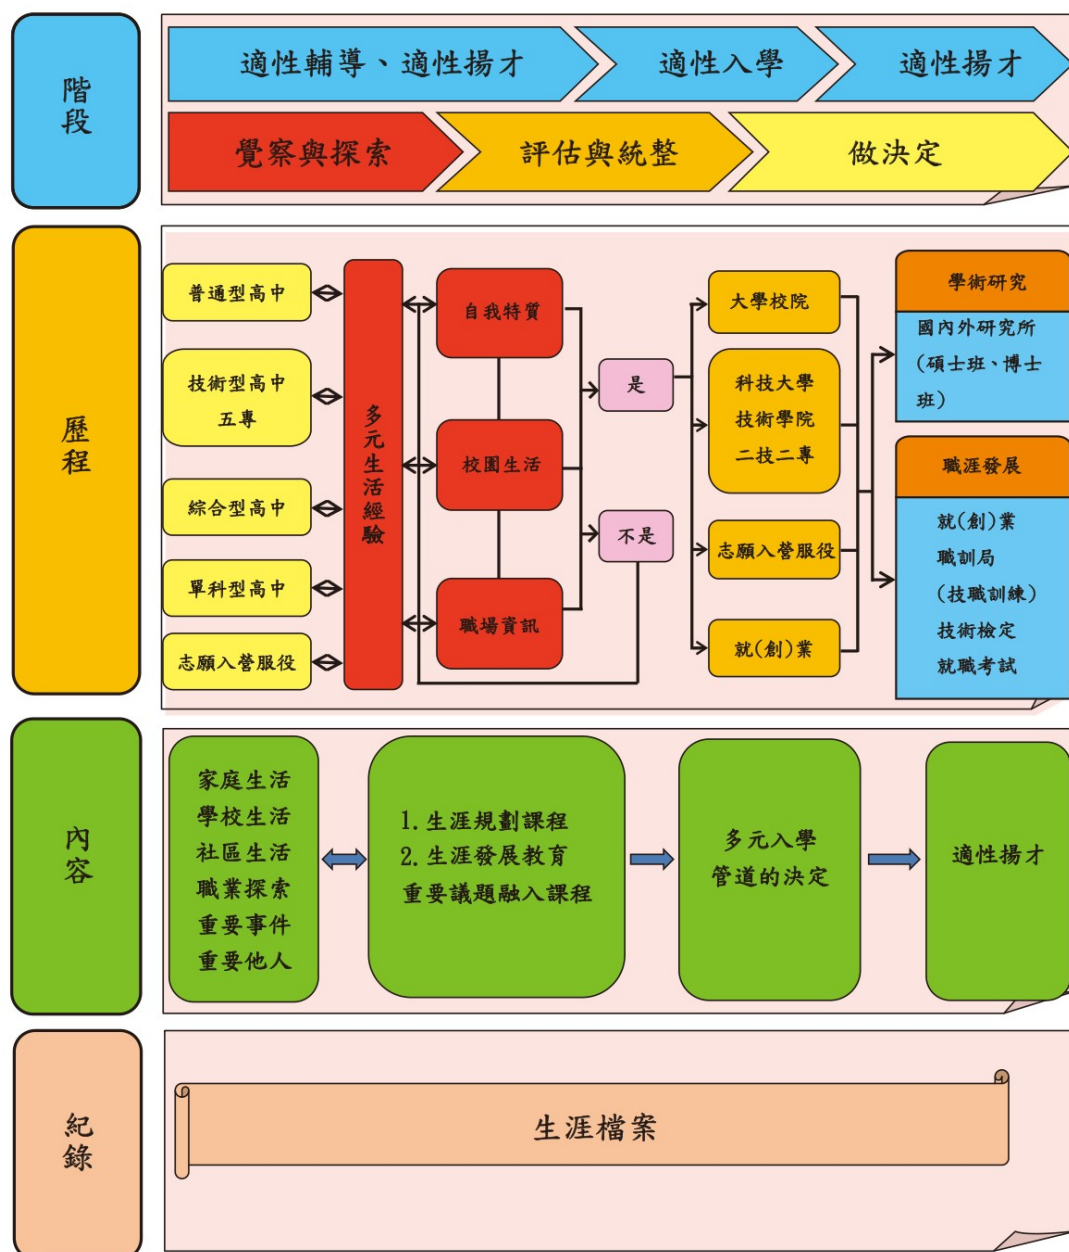 階段
適性輔導、適性揚才
適性入學
適性揚才
覺察與探索
評估與統整
做決定
歷程
普通型高中
技術型高中
五專
綜合型高中
單科型高中
志願入營服役
多元生活經驗
自我特質
校園生活
職場資訊
是
不是
大學校院
科技大學
技術學院
二技二專
志願入營服役
就(創)業
學術研究
國內外研究所
(碩士班、博士
班)
職涯發展
就(創)業
職訓局
(技職訓練)
技術檢定
就職考試
內容
家庭生活
學校生活
社區生活
職業探索
重要事件
重要他人
1. 生涯規劃課程
2. 生涯發展教育
重要議題融入課程
多元入學
管道的決定
適性揚才
紀錄
生涯檔案